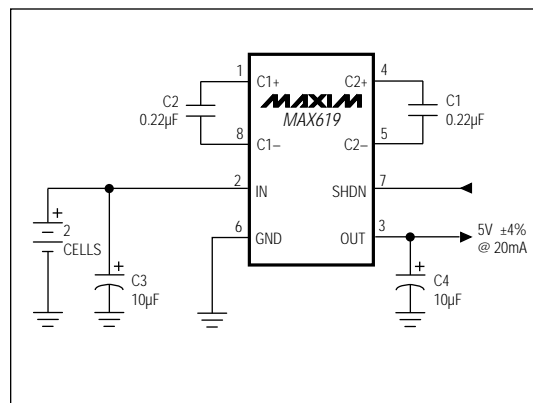 1
C1+
C2+
4
C2
0.22µF
MAXIM
MAX619
C1
0.22µF
8
C1–
C2–
5
2
IN
SHDN
7
+
2
CELLS
6
GND
OUT
3
5V ±4%
@ 20mA
+
C3
10µF
+
C4
10µF